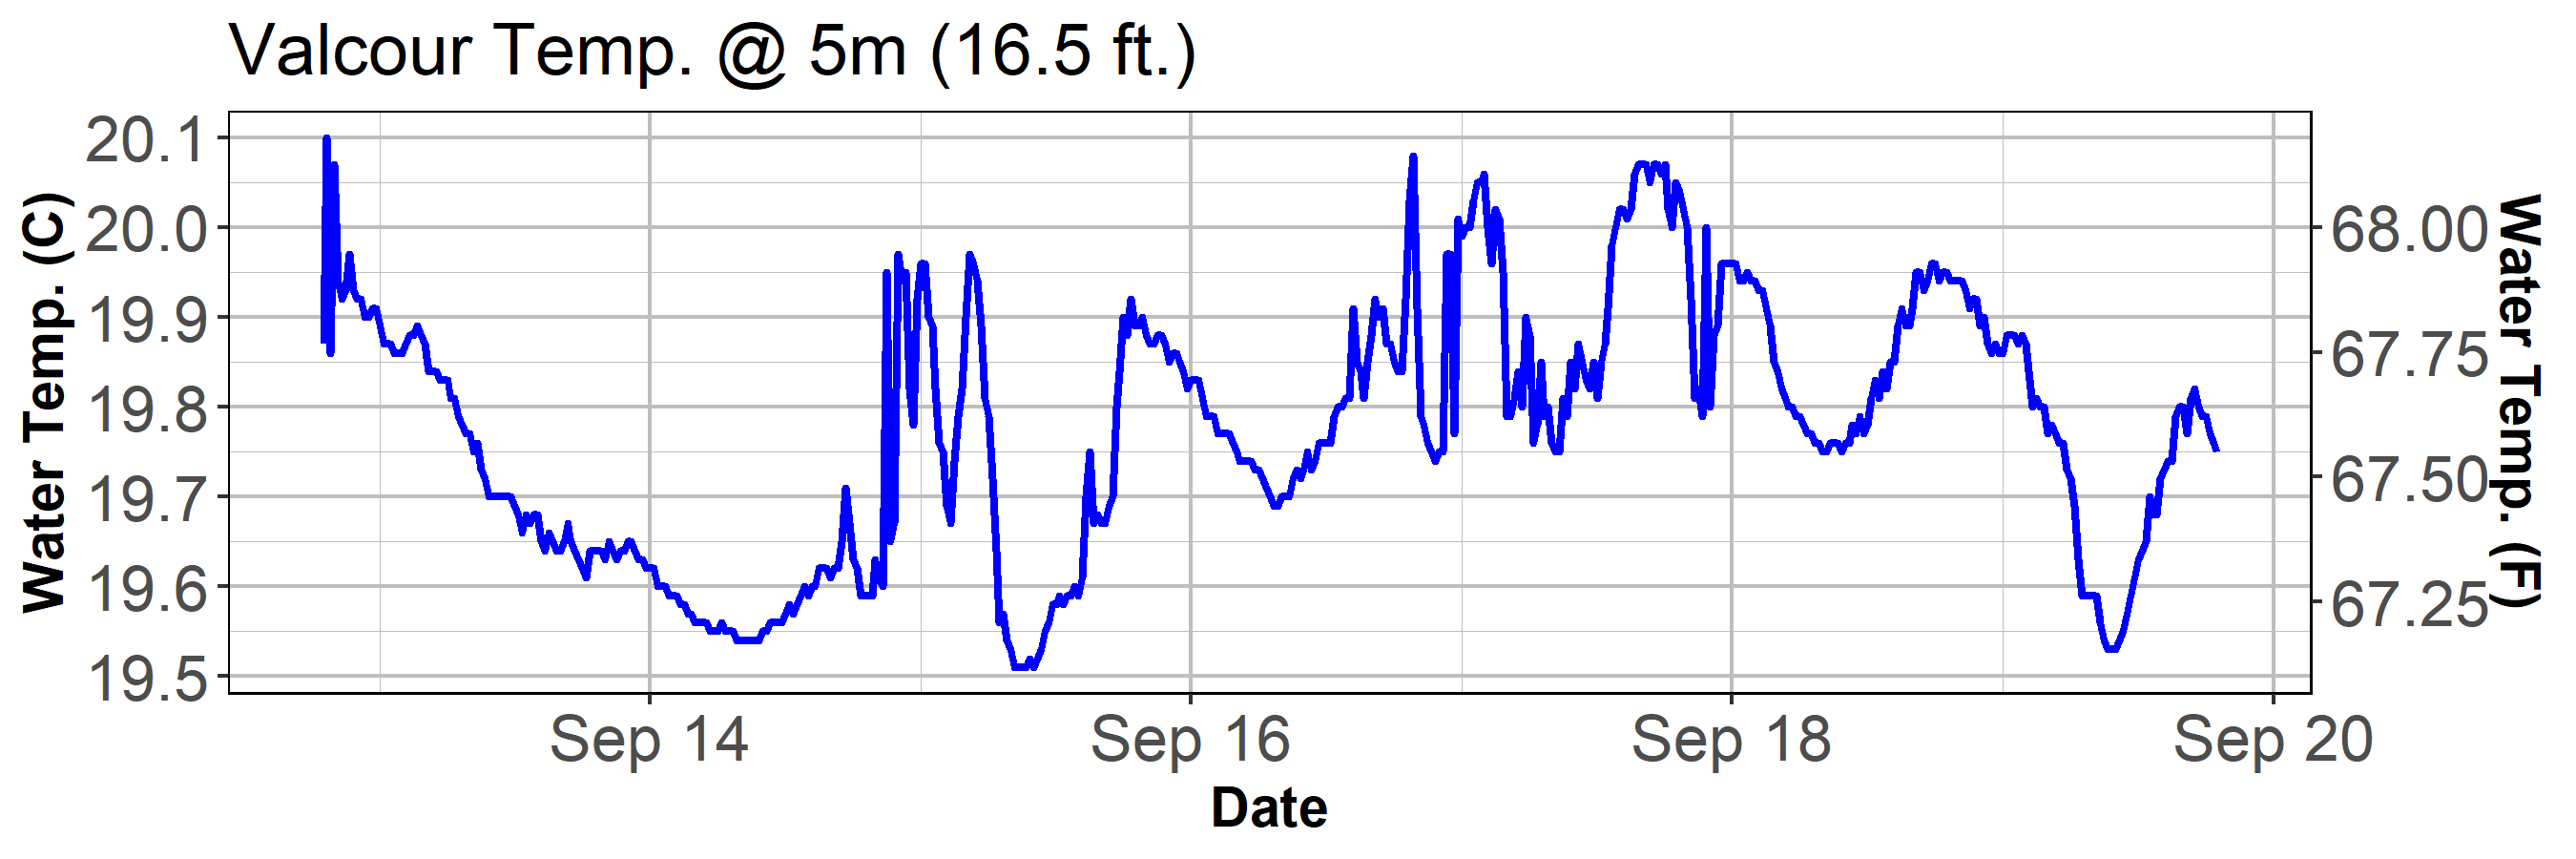 Valcour Temp. @ 5m (16.5 ft.)
Water Temp. (C)
20.1
20.0
19.9
19.8
19.7
19.6
19.5
68.00
67.75
67.50
67.25
Water Temp. (F)
Sep 14 Sep 16 Sep 18 Sep 20
Date